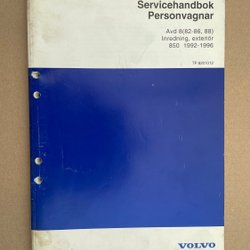 Servicehandbok
Personvagnar
Avd 8(82-86, 88)
Inredning, exteriör
850 1992-1996
VOLVO